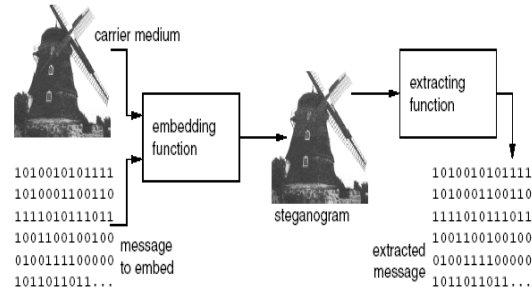 carrier medium
embedding
function
extracting
function
steganogram
1010010101111
1010001100110
1111010111011
1001100100100
0100111100000
1011011011...
message
to embed
1010010101111
1010001100110
1111010111011
1001100100100
0100111100000
1011011011...
extracted
message